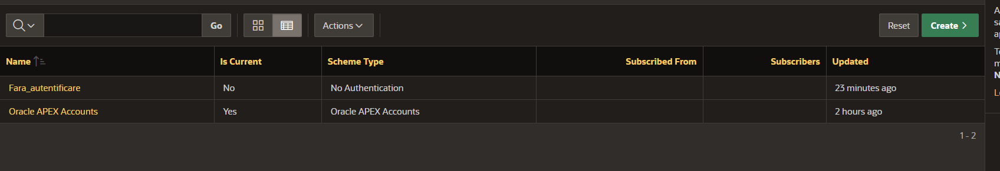 Go
Actions
Reset
Create
Name
Is Current
Scheme Type
Subscribed From
Subscribers
Updated
Fara_autentificare
No
No Authentication
23 minutes ago
Oracle APEX Accounts
Yes
Oracle APEX Accounts
2 hours ago
1 - 2